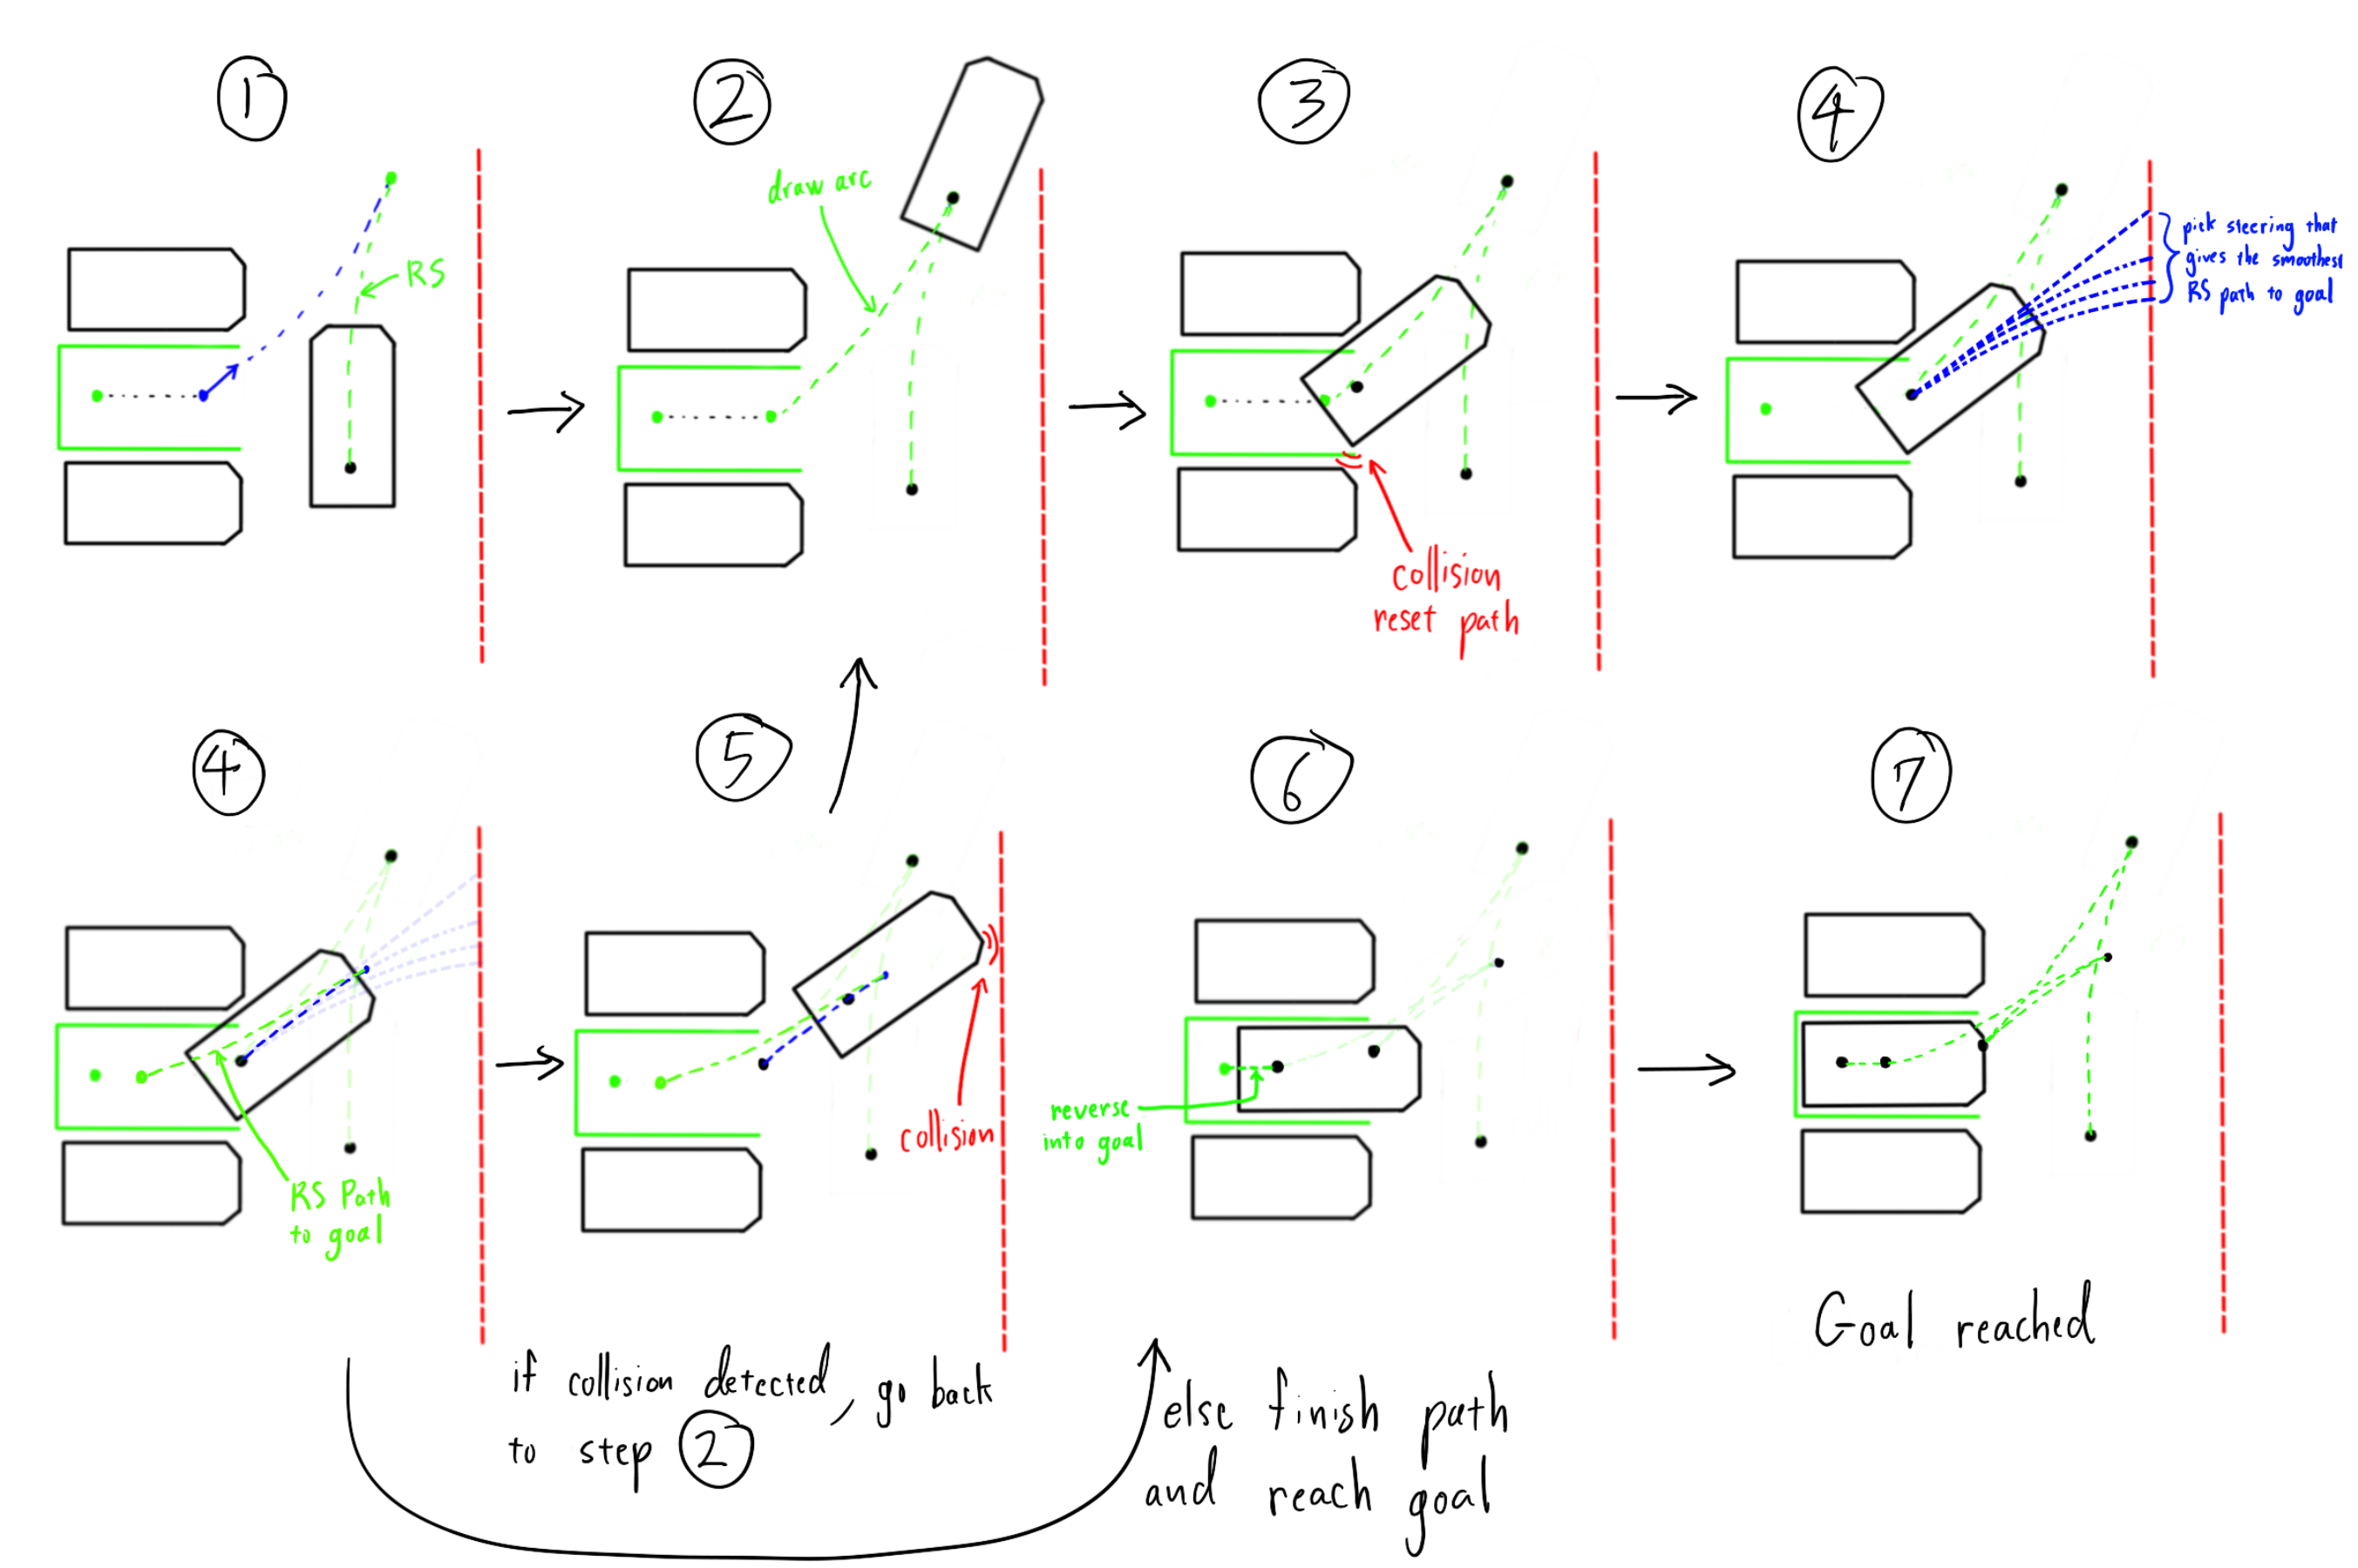 1
2
3
4
RS
draw arc
collision
reset path
pick steering that
gives the smoothest
RS path to goal
4
5
6
7
RS Path
to goal
collision
reverse
into goal
if collision detected, go back
to step 2
else finish path
and reach goal
Goal reached